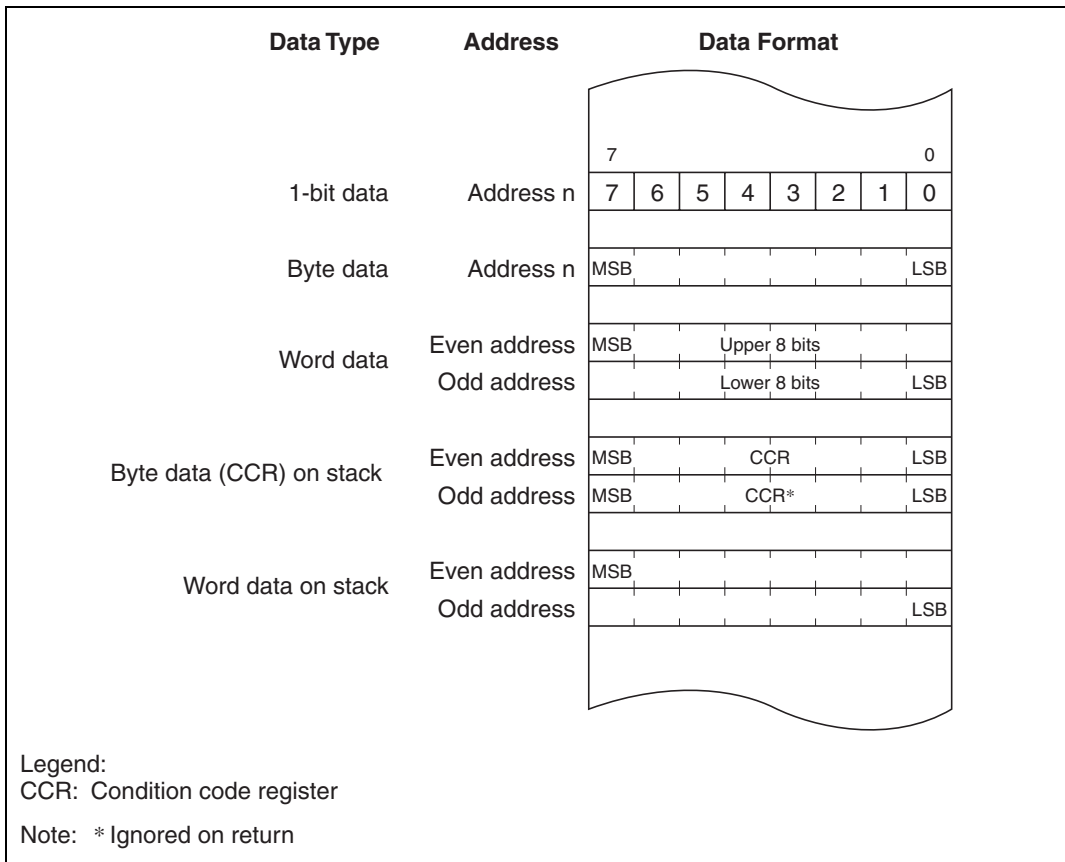 Data Type Address Data Format
7 0
1-bit data Address n 7 6 5 4 3 2 1 0
Byte data Address n MSB LSB
Word data
Even address MSB Upper 8 bits
Odd address Lower 8 bits LSB
Byte data (CCR) on stack
Even address MSB CCR LSB
Odd address MSB CCR* LSB
Word data on stack
Even address MSB
Odd address LSB
Legend:
CCR: Condition code register
Note: * Ignored on return